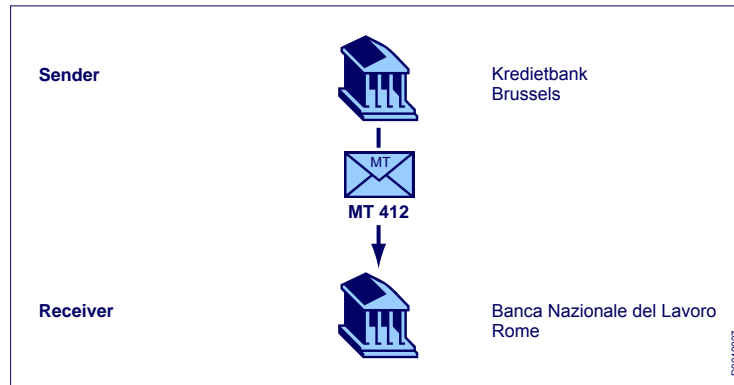 Sender
Kredietbank
Brussels
MT
MT 412
Receiver
Banca Nazionale del Lavoro
Rome